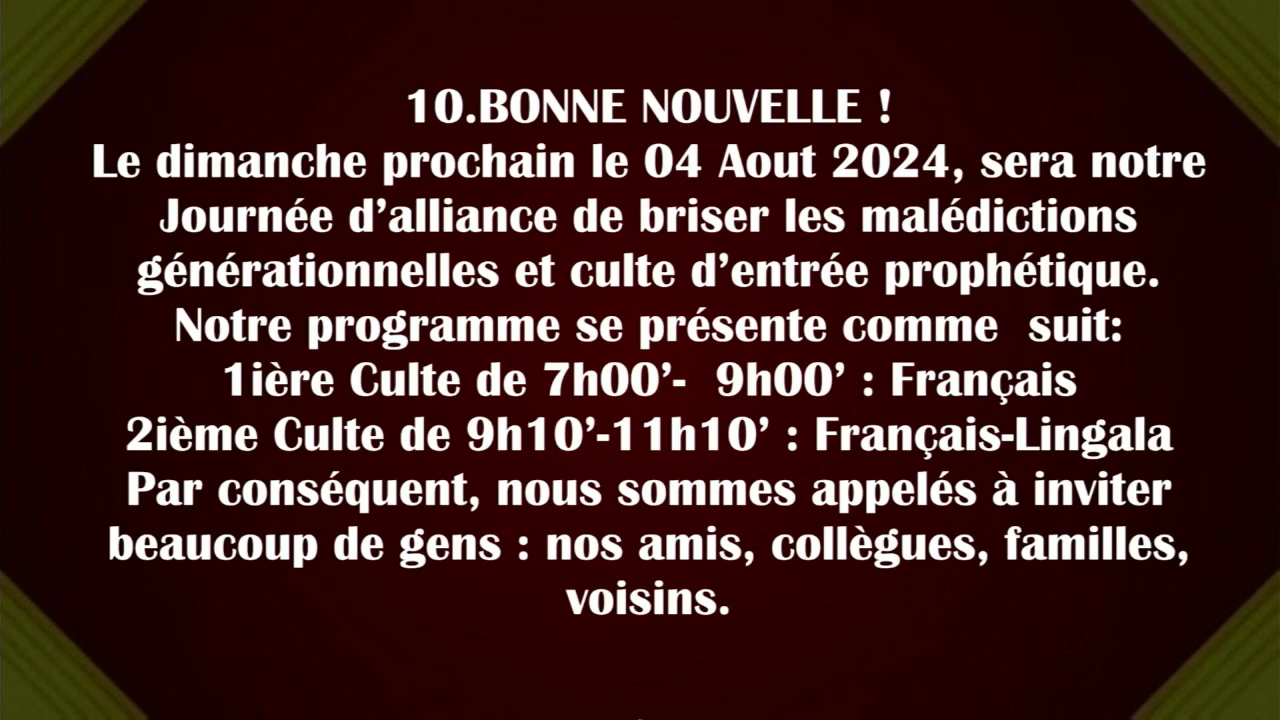 10.BONNE NOUVELLE !
Le dimanche prochain le 04 Aout 2024, sera notre
Journée d’alliance de briser les malédictions
générationnelles et culte d’entrée prophétique.
Notre programme se présente comme  suit:
1ière Culte de 7h00’-  9h00’ : Français
2ième Culte de 9h10’-11h10’ : Français-Lingala
Par conséquent, nous sommes appelés à inviter
beaucoup de gens : nos amis, collègues, familles,
voisins.